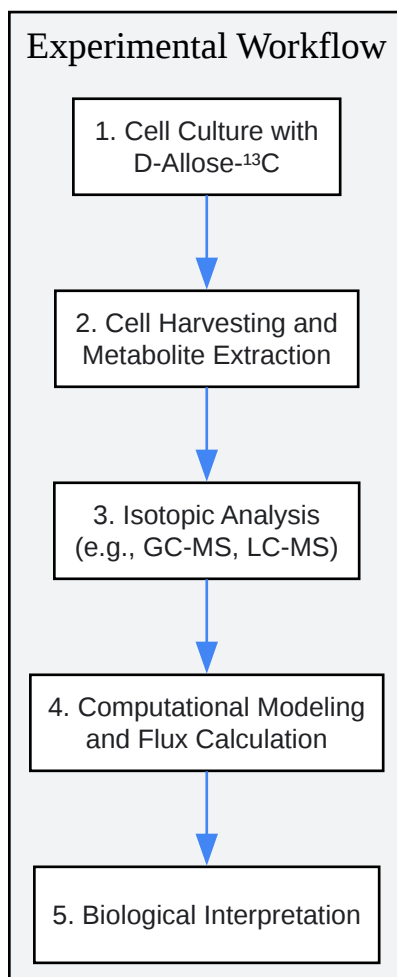 Experimental Workflow
1. Cell Culture with
D-Allose-¹³C
2. Cell Harvesting and
Metabolite Extraction
3. Isotopic Analysis
(e.g., GC-MS, LC-MS)
4. Computational Modeling
and Flux Calculation
5. Biological Interpretation